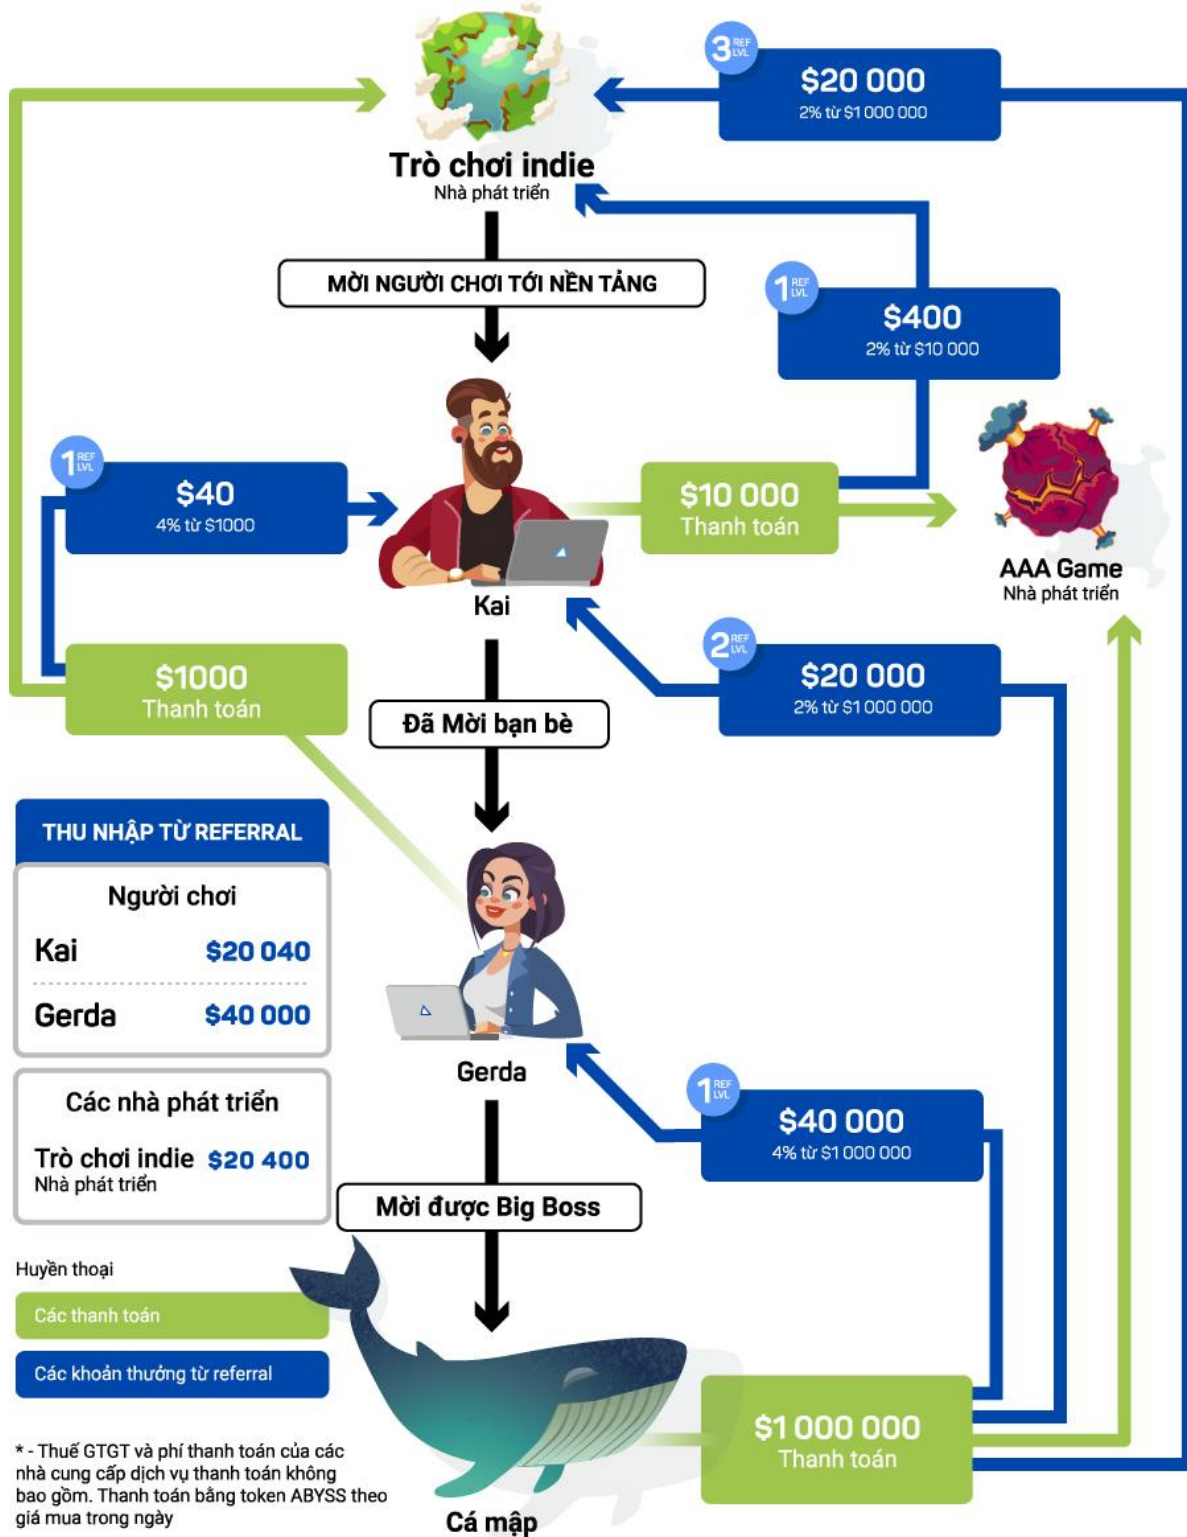 3 REF LVL
$20 000
2% từ $1 000 000
Trò chơi indie
Nhà phát triển
MỜI NGƯỜI CHƠI TỚI NỀN TẢNG
1 REF LVL
$400
2% từ $10 000
1 REF LVL
$40
4% từ $1000
$10 000
Thanh toán
AAA Game
Nhà phát triển
Kai
2 REF LVL
$20 000
2% từ $1 000 000
$1000
Thanh toán
Đã Mời bạn bè
THU NHẬP TỪ REFERRAL
Người chơi
Kai $20 040
Gerda $40 000
Các nhà phát triển
Trò chơi indie $20 400
Nhà phát triển
Gerda
1 REF LVL
$40 000
4% từ $1 000 000
Mời được Big Boss
Huyền thoại
Các thanh toán
Các khoản thưởng từ referral
$1 000 000
Thanh toán
* - Thuế GTGT và phí thanh toán của các
nhà cung cấp dịch vụ thanh toán không
bao gồm. Thanh toán bằng token ABYSS theo
giá mua trong ngày
Cá mập